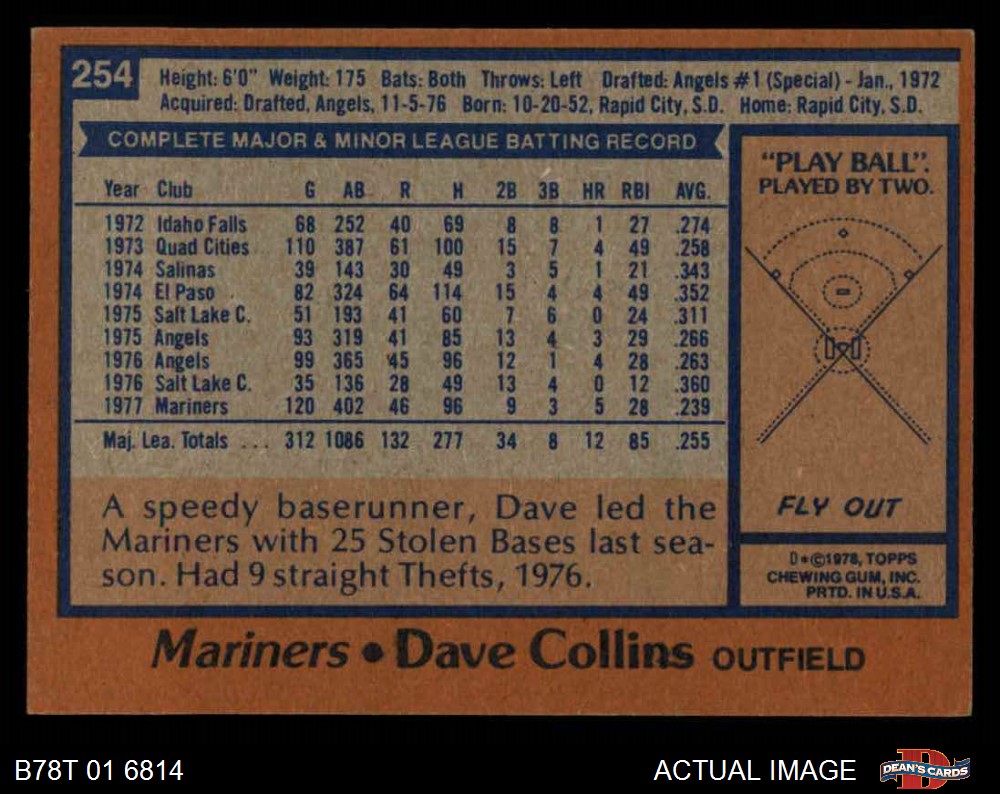 254
Height: 6'0" Weight: 175 Bats: Both Throws: Left Drafted: Angels #1 (Special) - Jan., 1972
Acquired: Drafted, Angels, 11-5-76 Born: 10-20-52, Rapid City, S.D. Home: Rapid City, S.D.
COMPLETE MAJOR & MINOR LEAGUE BATTING RECORD
Year Club G AB R H 2B 3B HR RBI AVG.
1972 Idaho Falls 68 252 40 69 8 8 1 27 .274
1973 Quad Cities 110 387 61 100 15 7 4 49 .258
1974 Salinas 39 143 30 49 3 5 1 21 .343
1974 El Paso 82 324 64 114 15 4 4 49 .352
1975 Salt Lake C. 51 193 41 60 7 6 0 24 .311
1975 Angels 93 319 41 85 13 4 3 29 .266
1976 Angels 99 365 45 96 12 1 4 28 .263
1976 Salt Lake C. 35 136 28 49 13 4 0 12 .360
1977 Mariners 120 402 46 96 9 3 5 28 .239
Maj. Lea. Totals ... 312 1086 132 277 34 8 12 85 .255
A speedy baserunner, Dave led the
Mariners with 25 Stolen Bases last sea-
son. Had 9 straight Thefts, 1976.
"PLAY BALL".
PLAYED BY TWO.
FLY OUT
D*©1978, TOPPS
CHEWING GUM, INC.
PRTD. IN U.S.A.
Mariners • Dave Collins OUTFIELD
B78T 01 6814
ACTUAL IMAGE
DEAN'S CARDS